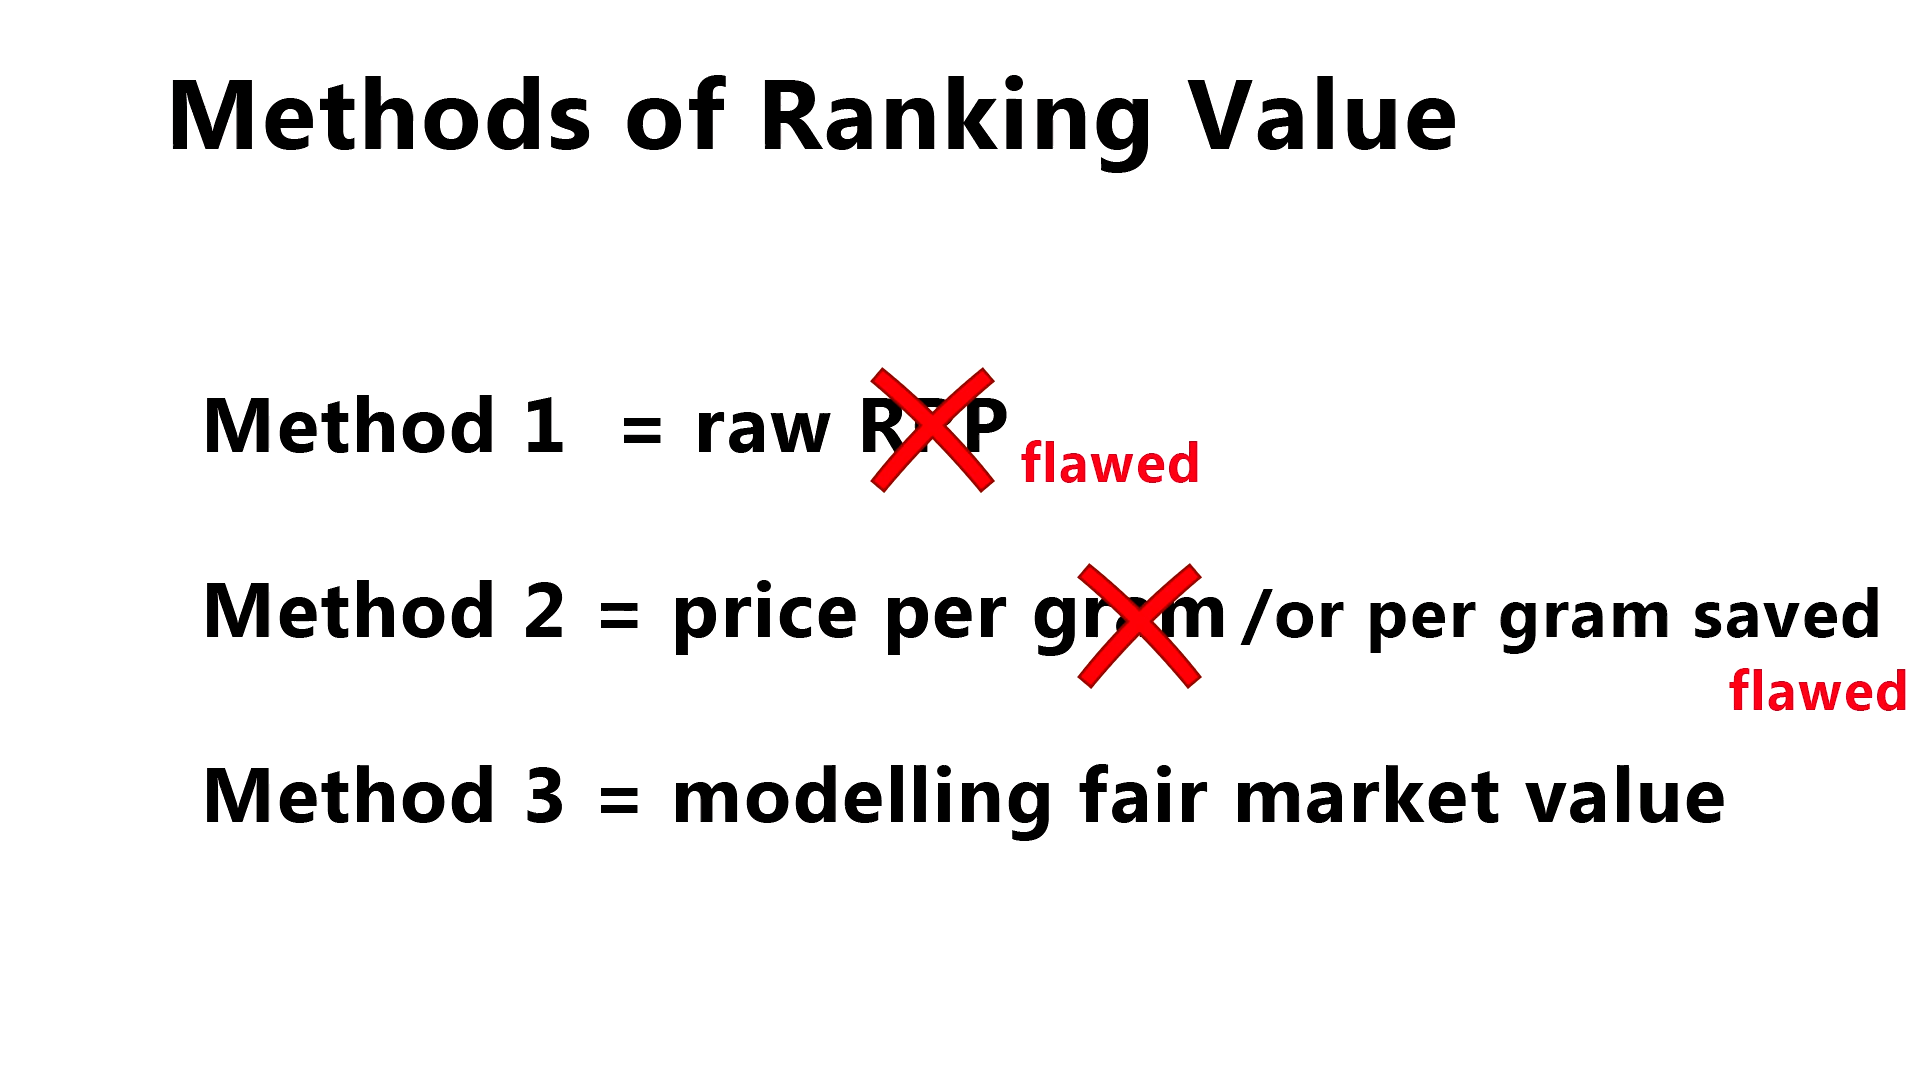 Methods of Ranking Value
Method 1 = raw RRP
flawed
Method 2 = price per gram /or per gram saved
flawed
Method 3 = modelling fair market value